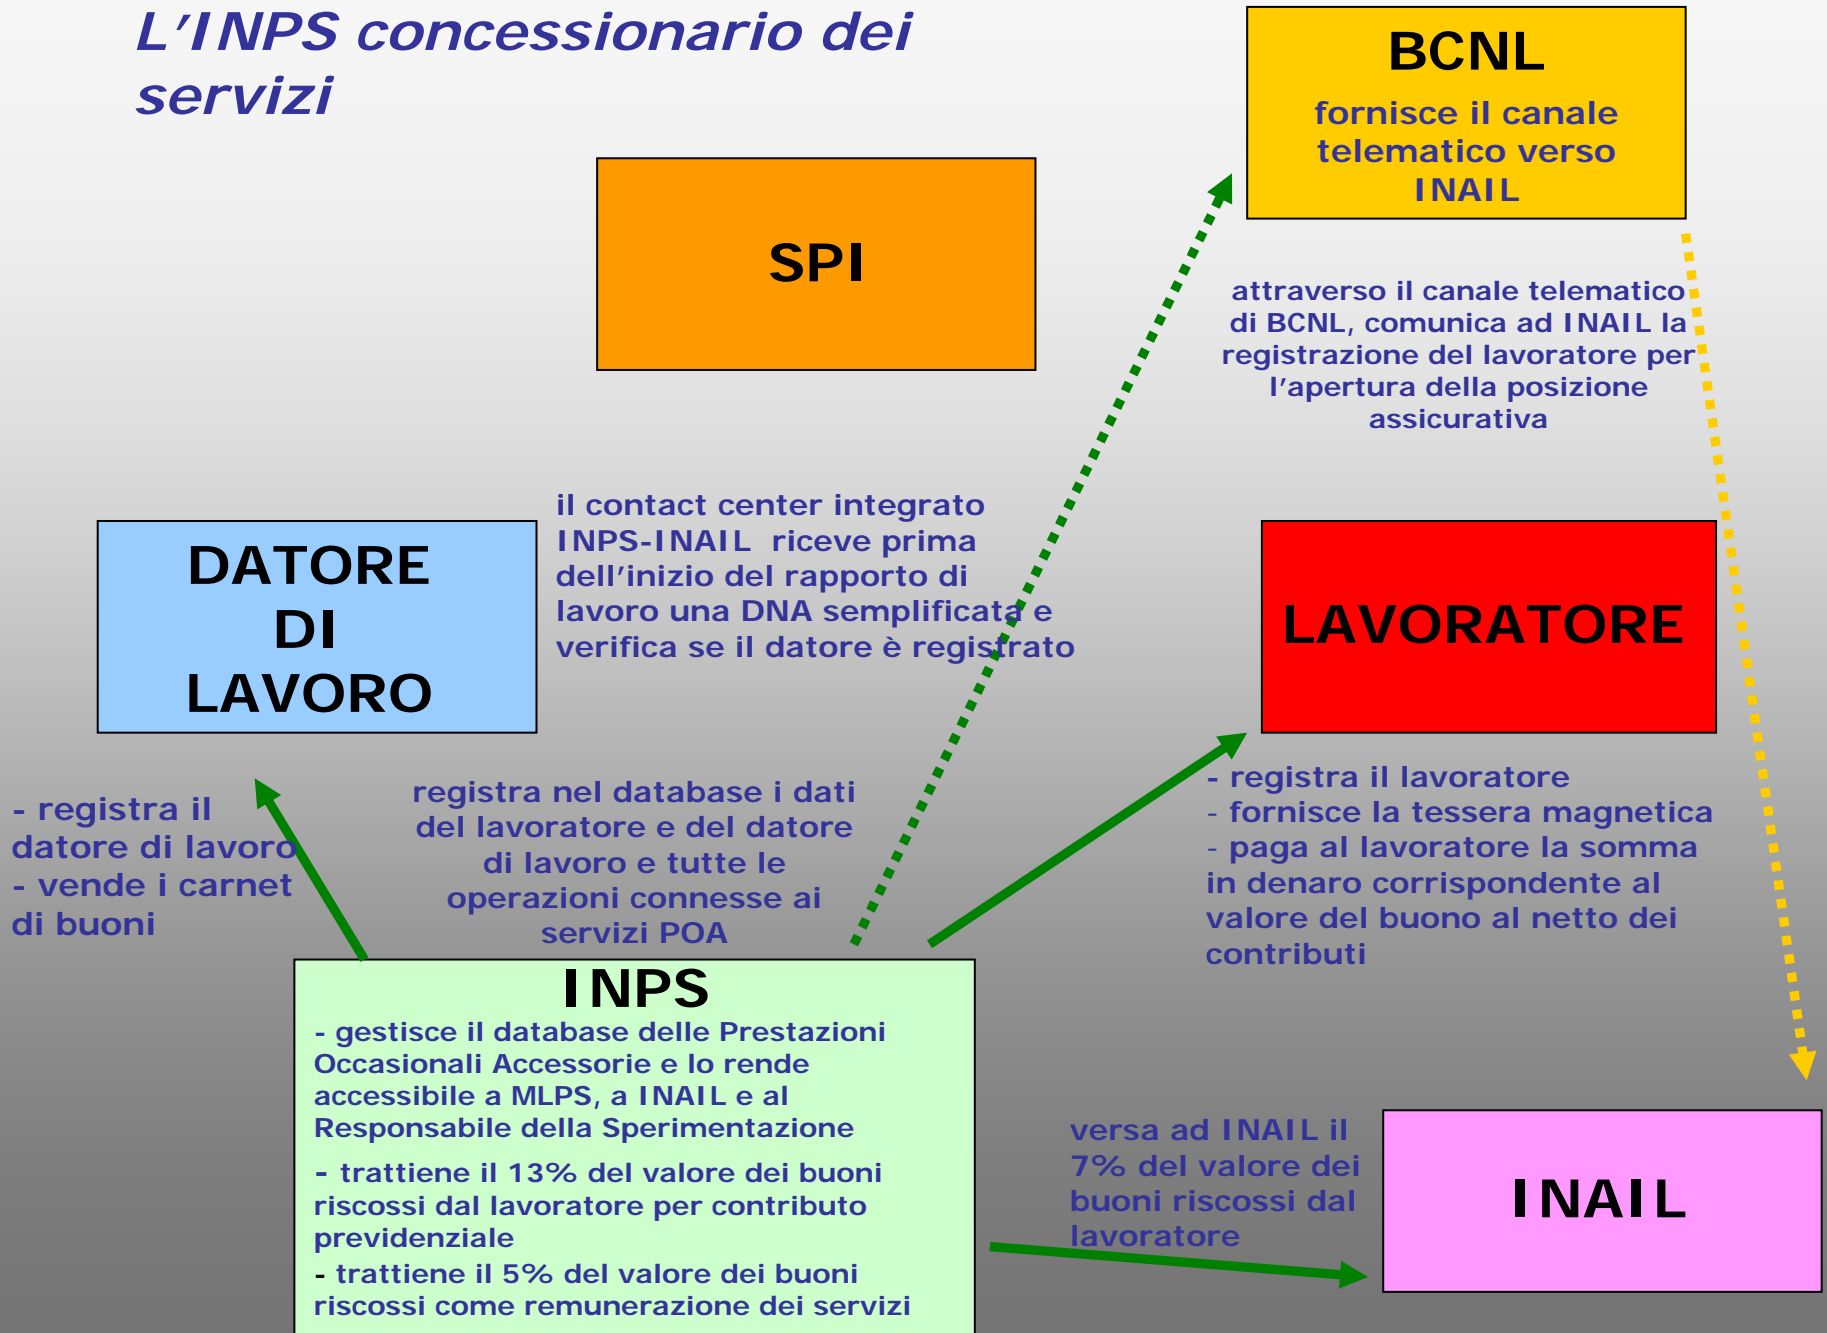 L'INPS concessionario dei
servizi
BCNL
fornisce il canale
telematico verso
INAIL
SPI
attraverso il canale telematico
di BCNL, comunica ad INAIL la
registrazione del lavoratore per
l'apertura della posizione
assicurativa
il contact center integrato
INPS-INAIL riceve prima
dell'inizio del rapporto di
lavoro una DNA semplificata e
verifica se il datore è registrato
DATORE
DI
LAVORO
LAVORATORE
- registra il
datore di lavoro
- vende i carnet
di buoni
registra nel database i dati
del lavoratore e del datore
di lavoro e tutte le
operazioni connesse ai
servizi POA
- registra il lavoratore
- fornisce la tessera magnetica
- paga al lavoratore la somma
in denaro corrispondente al
valore del buono al netto dei
contributi
INPS
- gestisce il database delle Prestazioni
Occasionali Accessorie e lo rende
accessibile a MLPS, a INAIL e al
Responsabile della Sperimentazione
- trattiene il 13% del valore dei buoni
riscossi dal lavoratore per contributo
previdenziale
- trattiene il 5% del valore dei buoni
riscossi come remunerazione dei servizi
versa ad INAIL il
7% del valore dei
buoni riscossi dal
lavoratore
INAIL